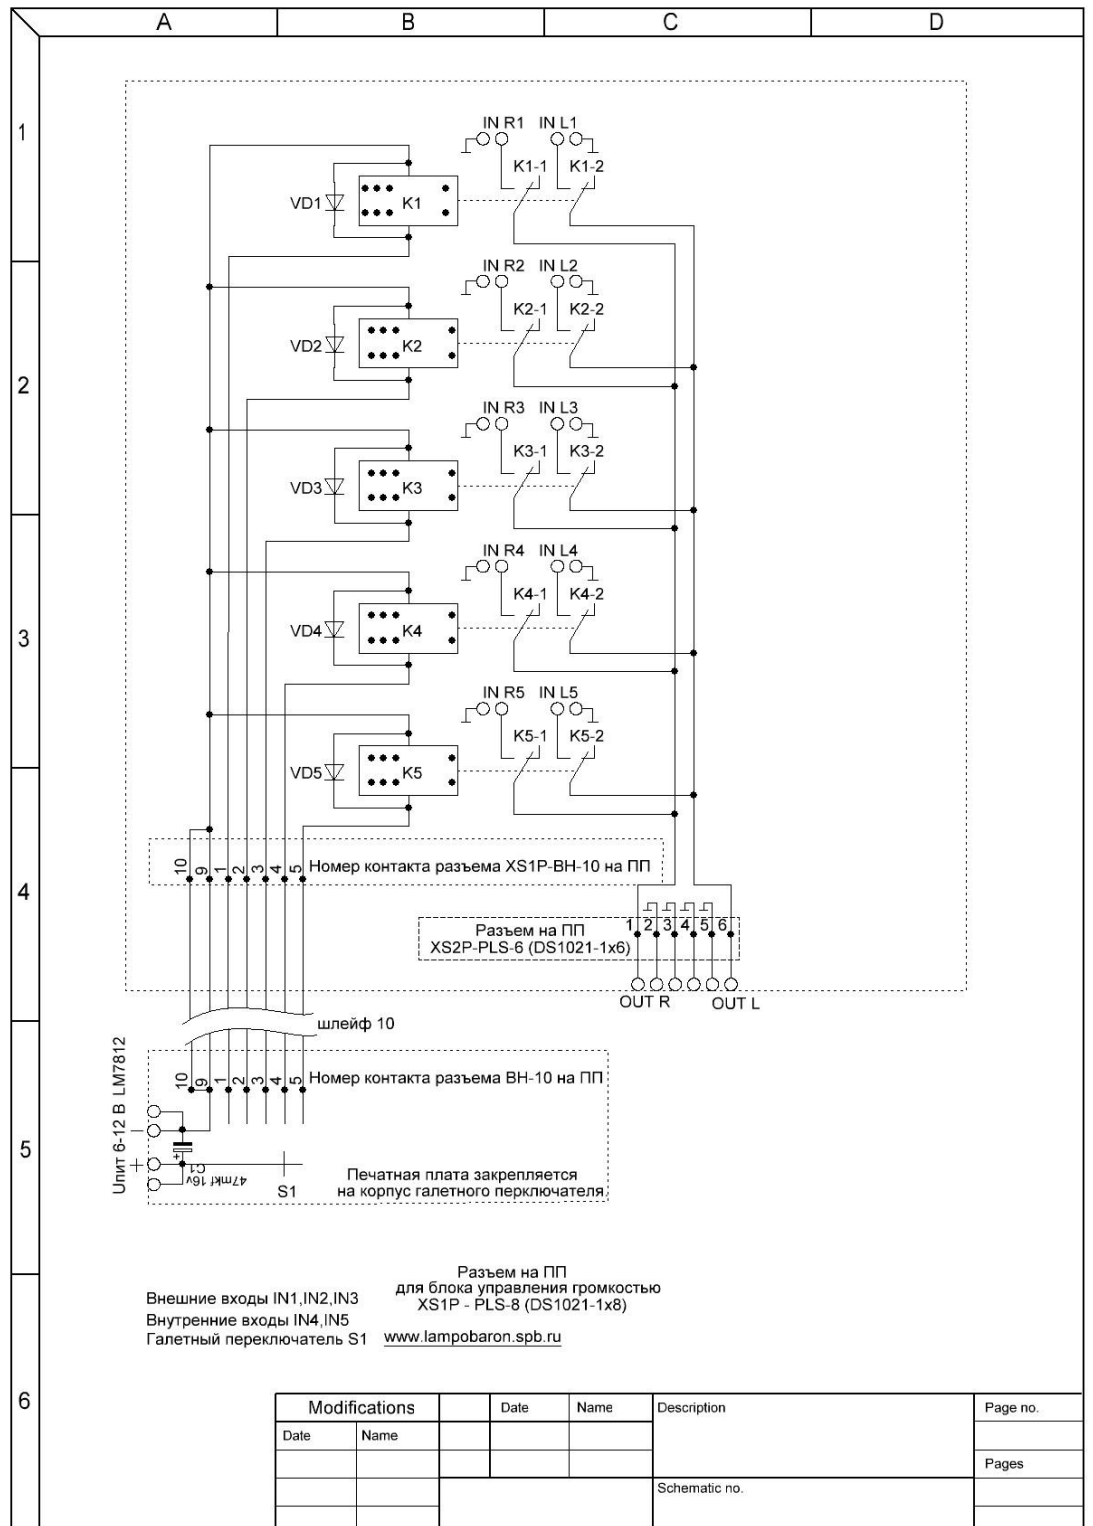 A B C D
1
IN R1 IN L1
K1-1 K1-2
VD1 K1
IN R2 IN L2
K2-1 K2-2
VD2 K2
2
IN R3 IN L3
K3-1 K3-2
VD3 K3
IN R4 IN L4
K4-1 K4-2
VD4 K4
3
IN R5 IN L5
K5-1 K5-2
VD5 K5
10 9 1 2 3 4 5 Номер контакта разъема XS1P-BH-10 на ПП
4
1 2 3 4 5 6
Разъем на ПП
XS2P-PLS-6 (DS1021-1x6)
OUT R OUT L
шлейф 10
10 9 1 2 3 4 5 Номер контакта разъема BH-10 на ПП
Uпит 6-12 В LM7812
5
−
+
+
C1
47mkf 16v
S1
Печатная плата закрепляется
на корпус галетного перключателя
Разъем на ПП
для блока управления громкостью
XS1P - PLS-8 (DS1021-1x8)
Внешние входы IN1,IN2,IN3
Внутренние входы IN4,IN5
Галетный переключатель S1 www.lampobaron.spb.ru
6
Modifications Date Name Description Page no.
Date Name
Pages
Schematic no.